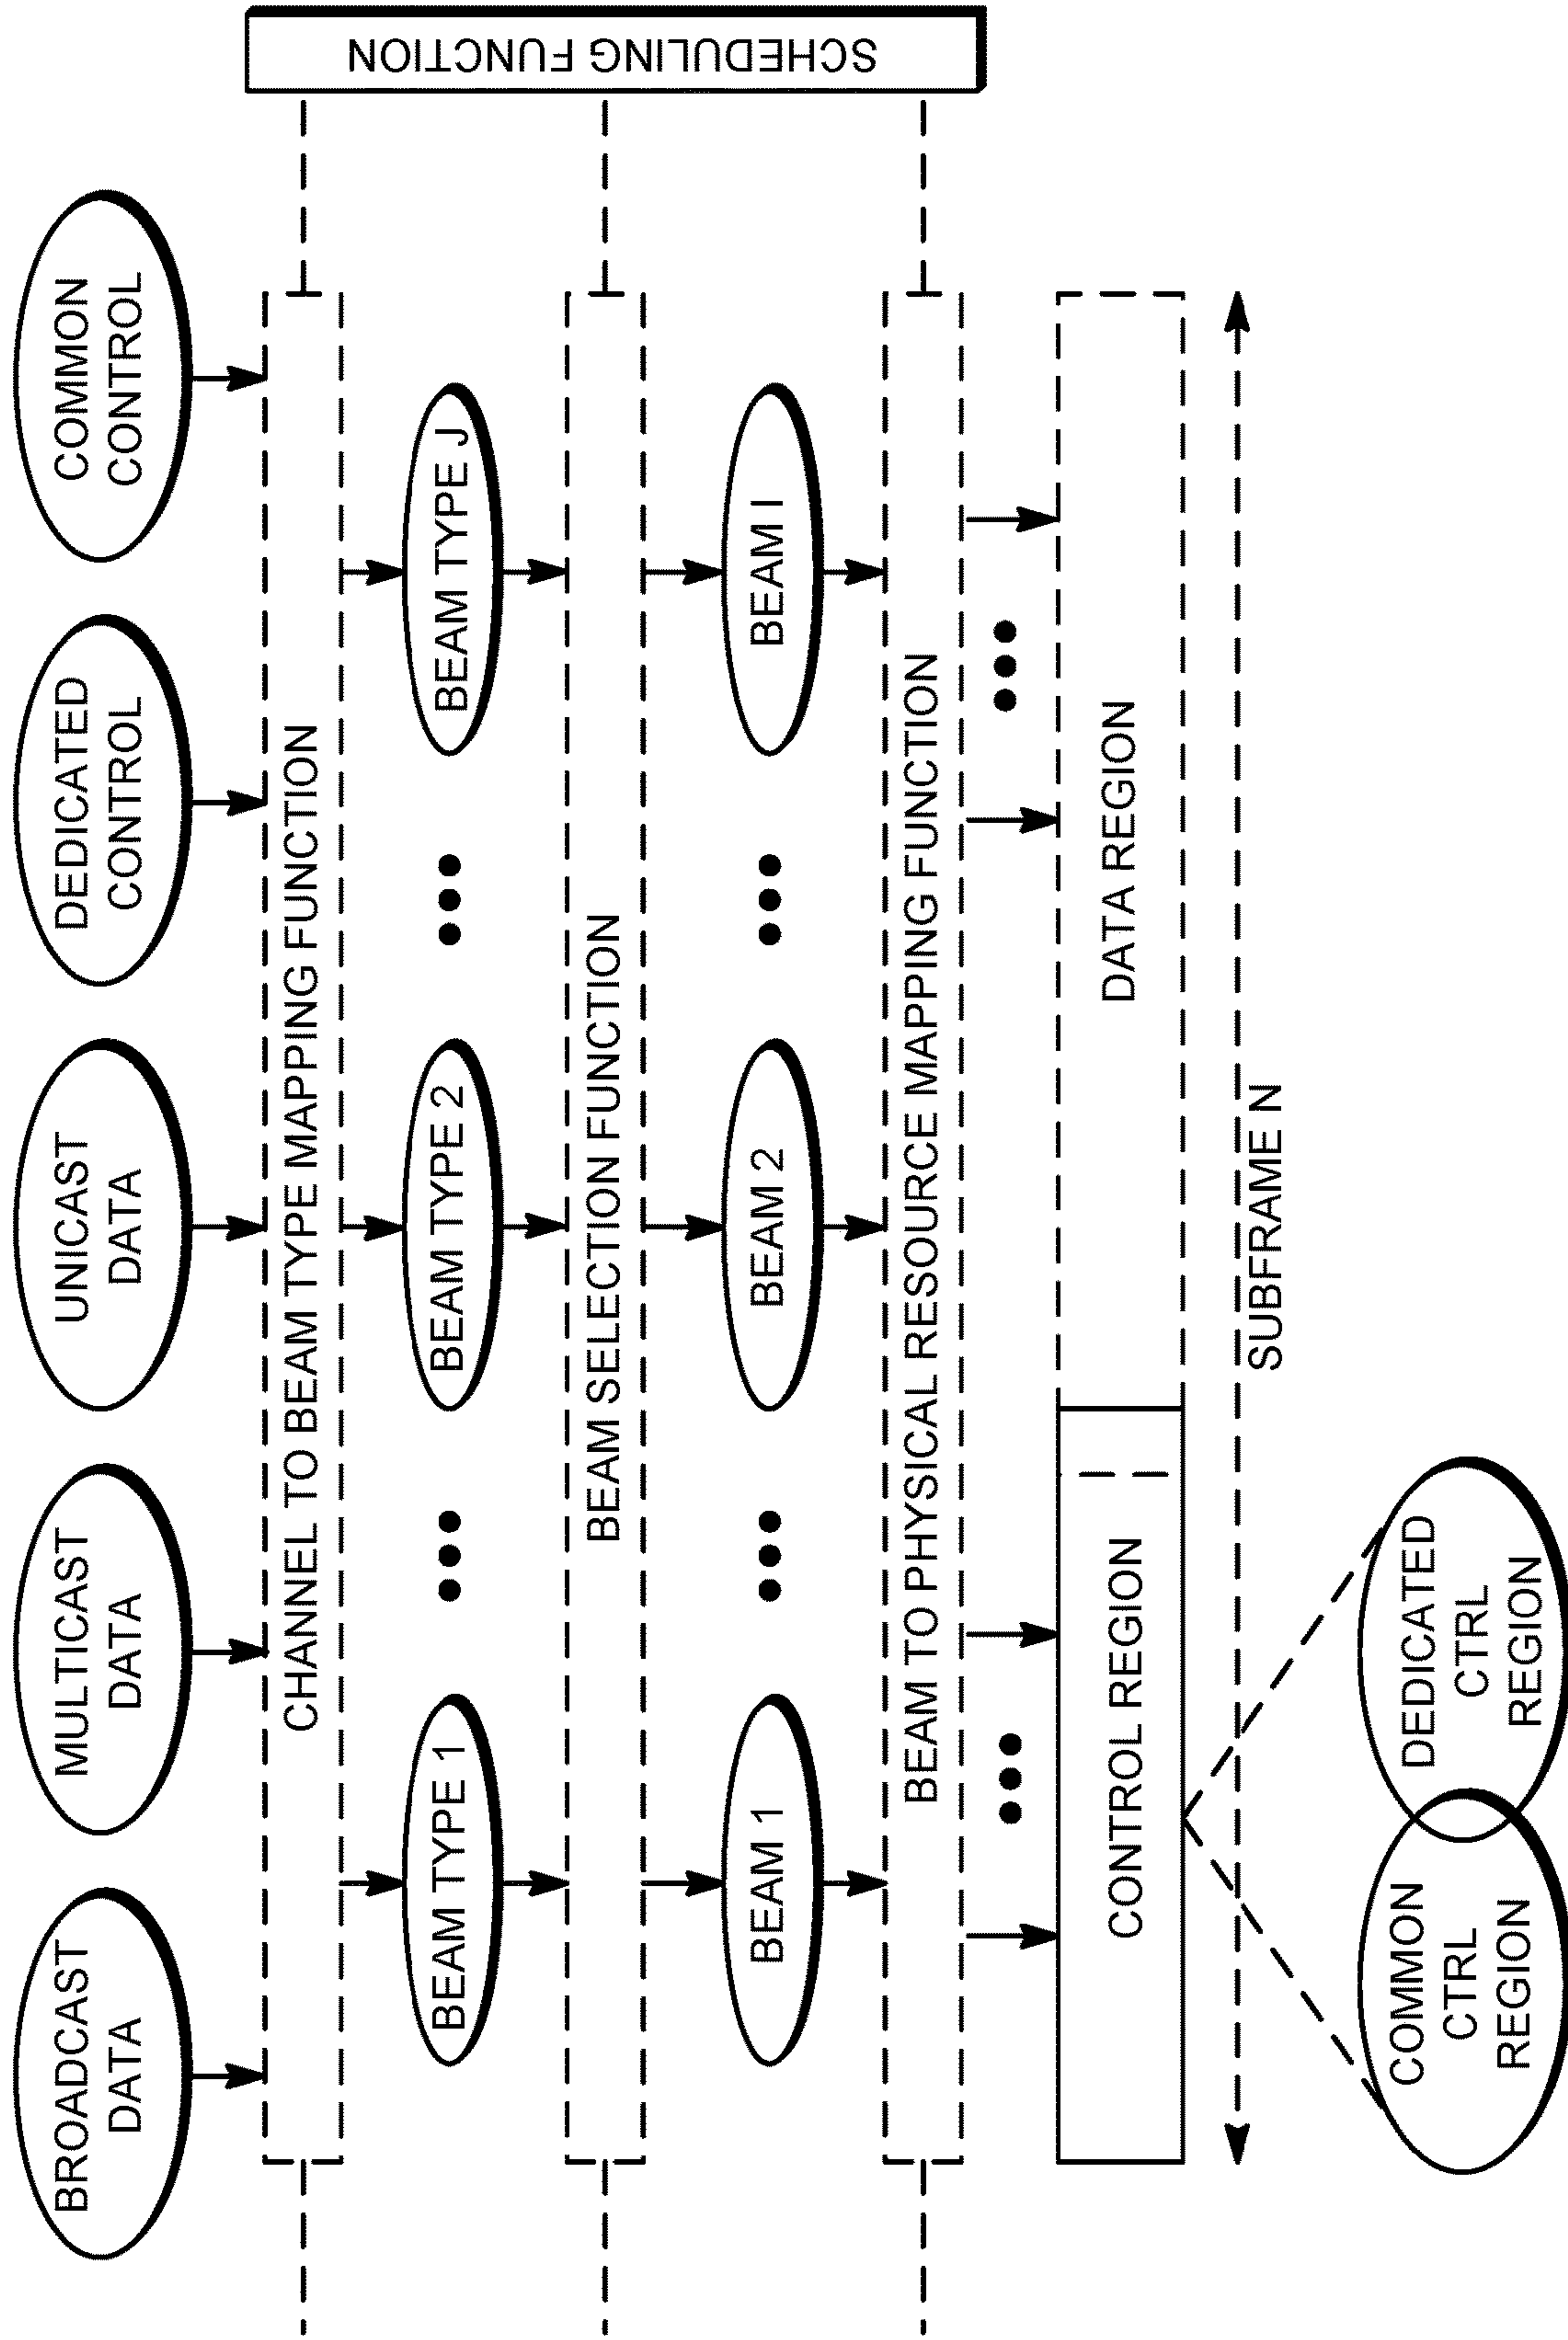 BROADCAST
DATA
MULTICAST
DATA
UNICAST
DATA
DEDICATED
CONTROL
COMMON
CONTROL
CHANNEL TO BEAM TYPE MAPPING FUNCTION
BEAM TYPE 1
BEAM TYPE 2
BEAM TYPE J
BEAM SELECTION FUNCTION
BEAM 1
BEAM 2
BEAM I
BEAM TO PHYSICAL RESOURCE MAPPING FUNCTION
SCHEDULING FUNCTION
CONTROL REGION
DATA REGION
SUBFRAME N
COMMON
CTRL
REGION
DEDICATED
CTRL
REGION